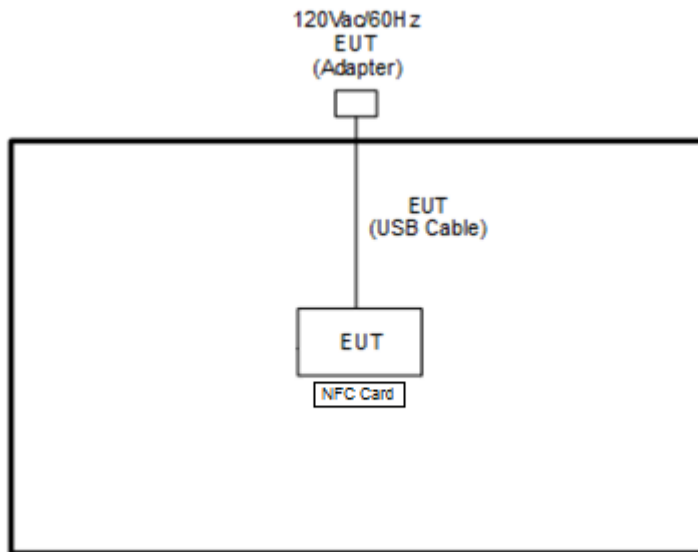 120Vac/60Hz
EUT
(Adapter)
EUT
(USB Cable)
EUT
NFC Card